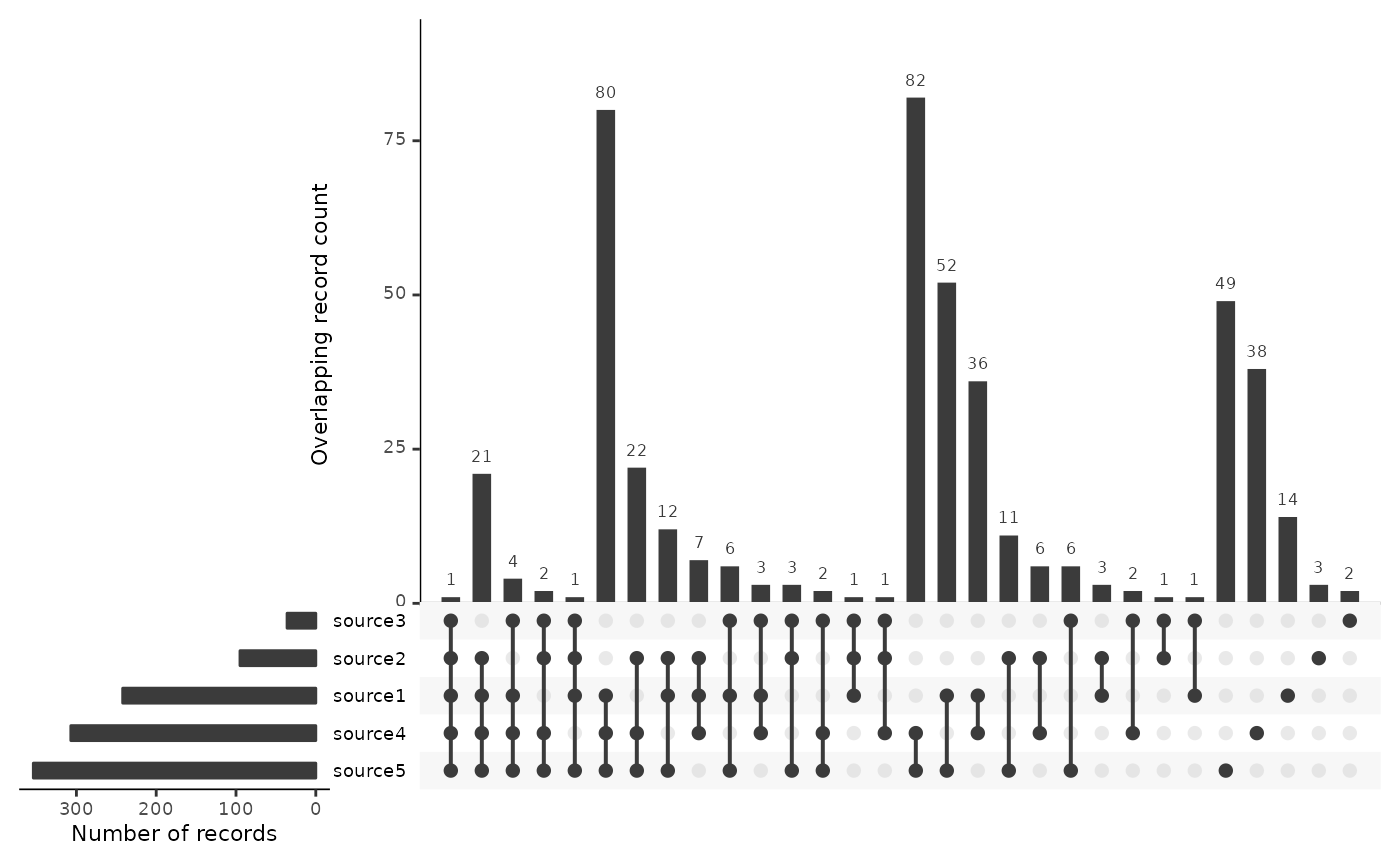 Overlapping record count
75
50
25
0
1 21 4 2 1 80 22 12 7 6 3 3 2 1 1 82 52 36 11 6 6 3 2 1 1 49 38 14 3 2
source3
source2
source1
source4
source5
300 200 100 0
Number of records